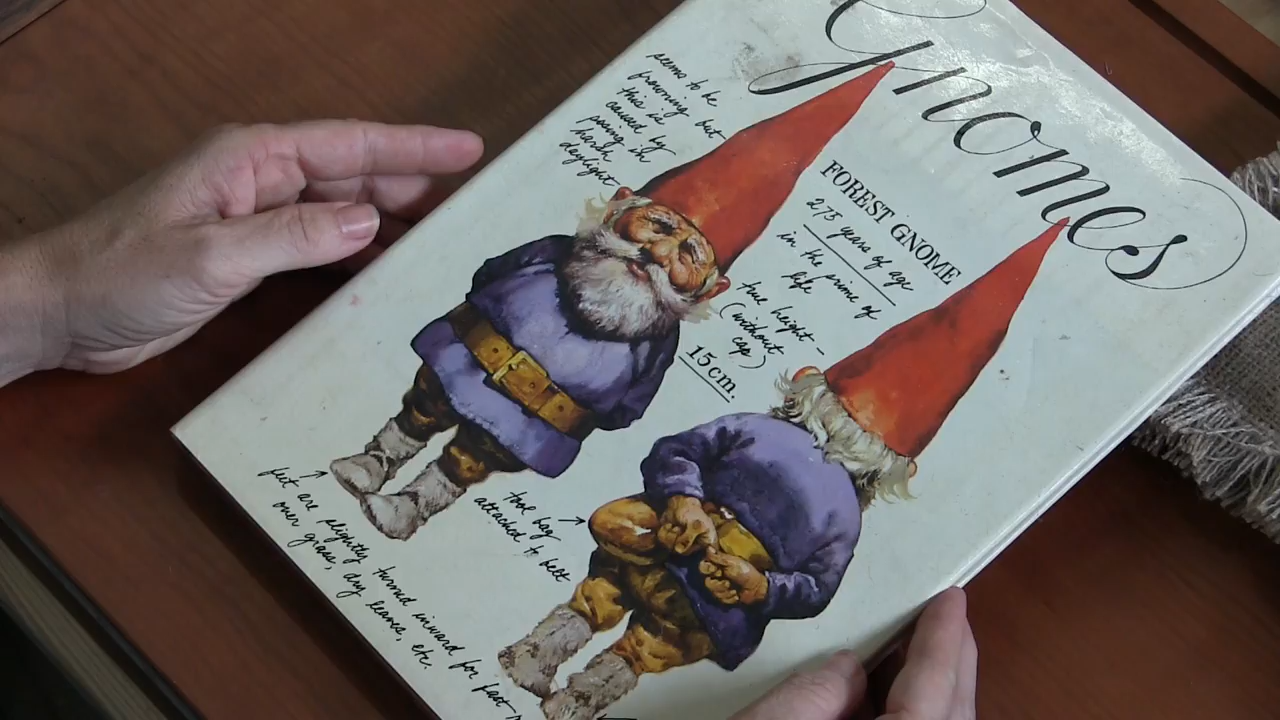 Gnomes
seems to be
frowning but
this is
caused by
posing in
harsh
daylight
FOREST GNOME
275 years of age
in the prime of
life
true height -
(without
cap)
15 cm.
feet are slightly turned inward for fast
over grass, dry leaves, etc.
tool bag
attached to belt